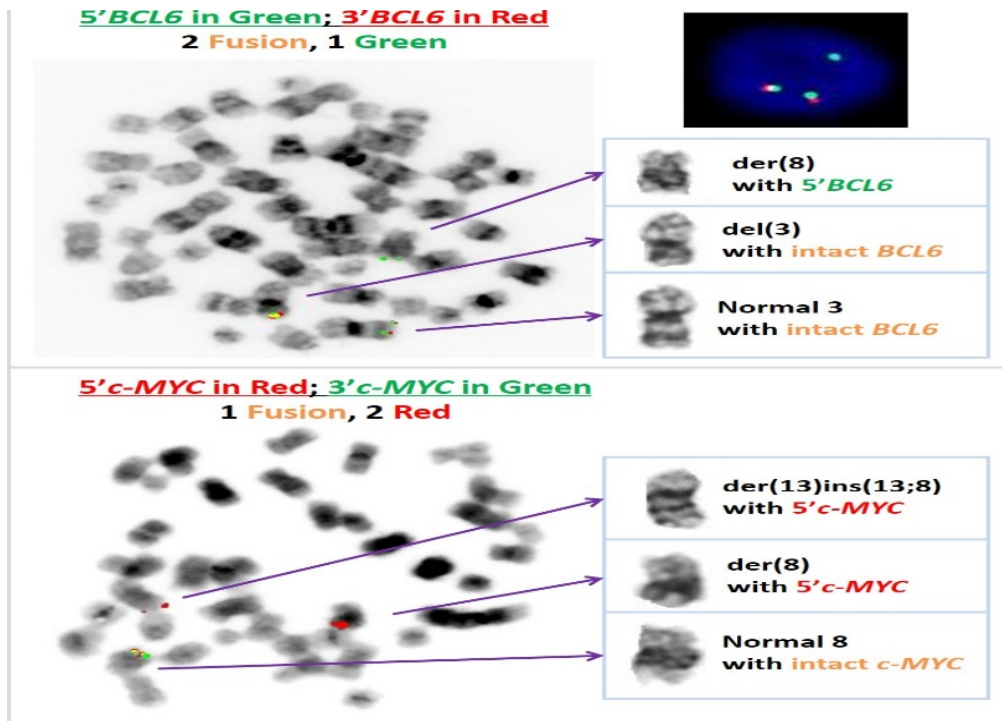 5’BCL6 in Green; 3’BCL6 in Red
2 Fusion, 1 Green
der(8)
with 5’BCL6
del(3)
with intact BCL6
Normal 3
with intact BCL6
5’c-MYC in Red; 3’c-MYC in Green
1 Fusion, 2 Red
der(13)ins(13;8)
with 5’c-MYC
der(8)
with 5’c-MYC
Normal 8
with intact c-MYC